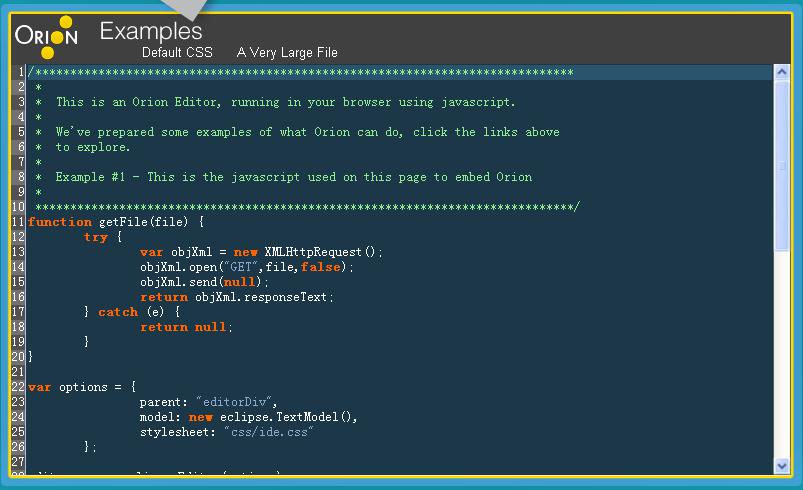 ORION Examples
Default CSS A Very Large File
1 /*****************************************************************************
2 *
3 * This is an Orion Editor, running in your browser using javascript.
4 *
5 * We've prepared some examples of what Orion can do, click the links above
6 * to explore.
7 *
8 * Example #1 - This is the javascript used on this page to embed Orion
9 *
10 *****************************************************************************/
11 function getFile(file) {
12 try {
13 var objXml = new XMLHttpRequest();
14 objXml.open("GET",file,false);
15 objXml.send(null);
16 return objXml.responseText;
17 } catch (e) {
18 return null;
19 }
20 }
21
22 var options = {
23 parent: "editorDiv",
24 model: new eclipse.TextModel(),
25 stylesheet: "css/ide.css"
26 };
27